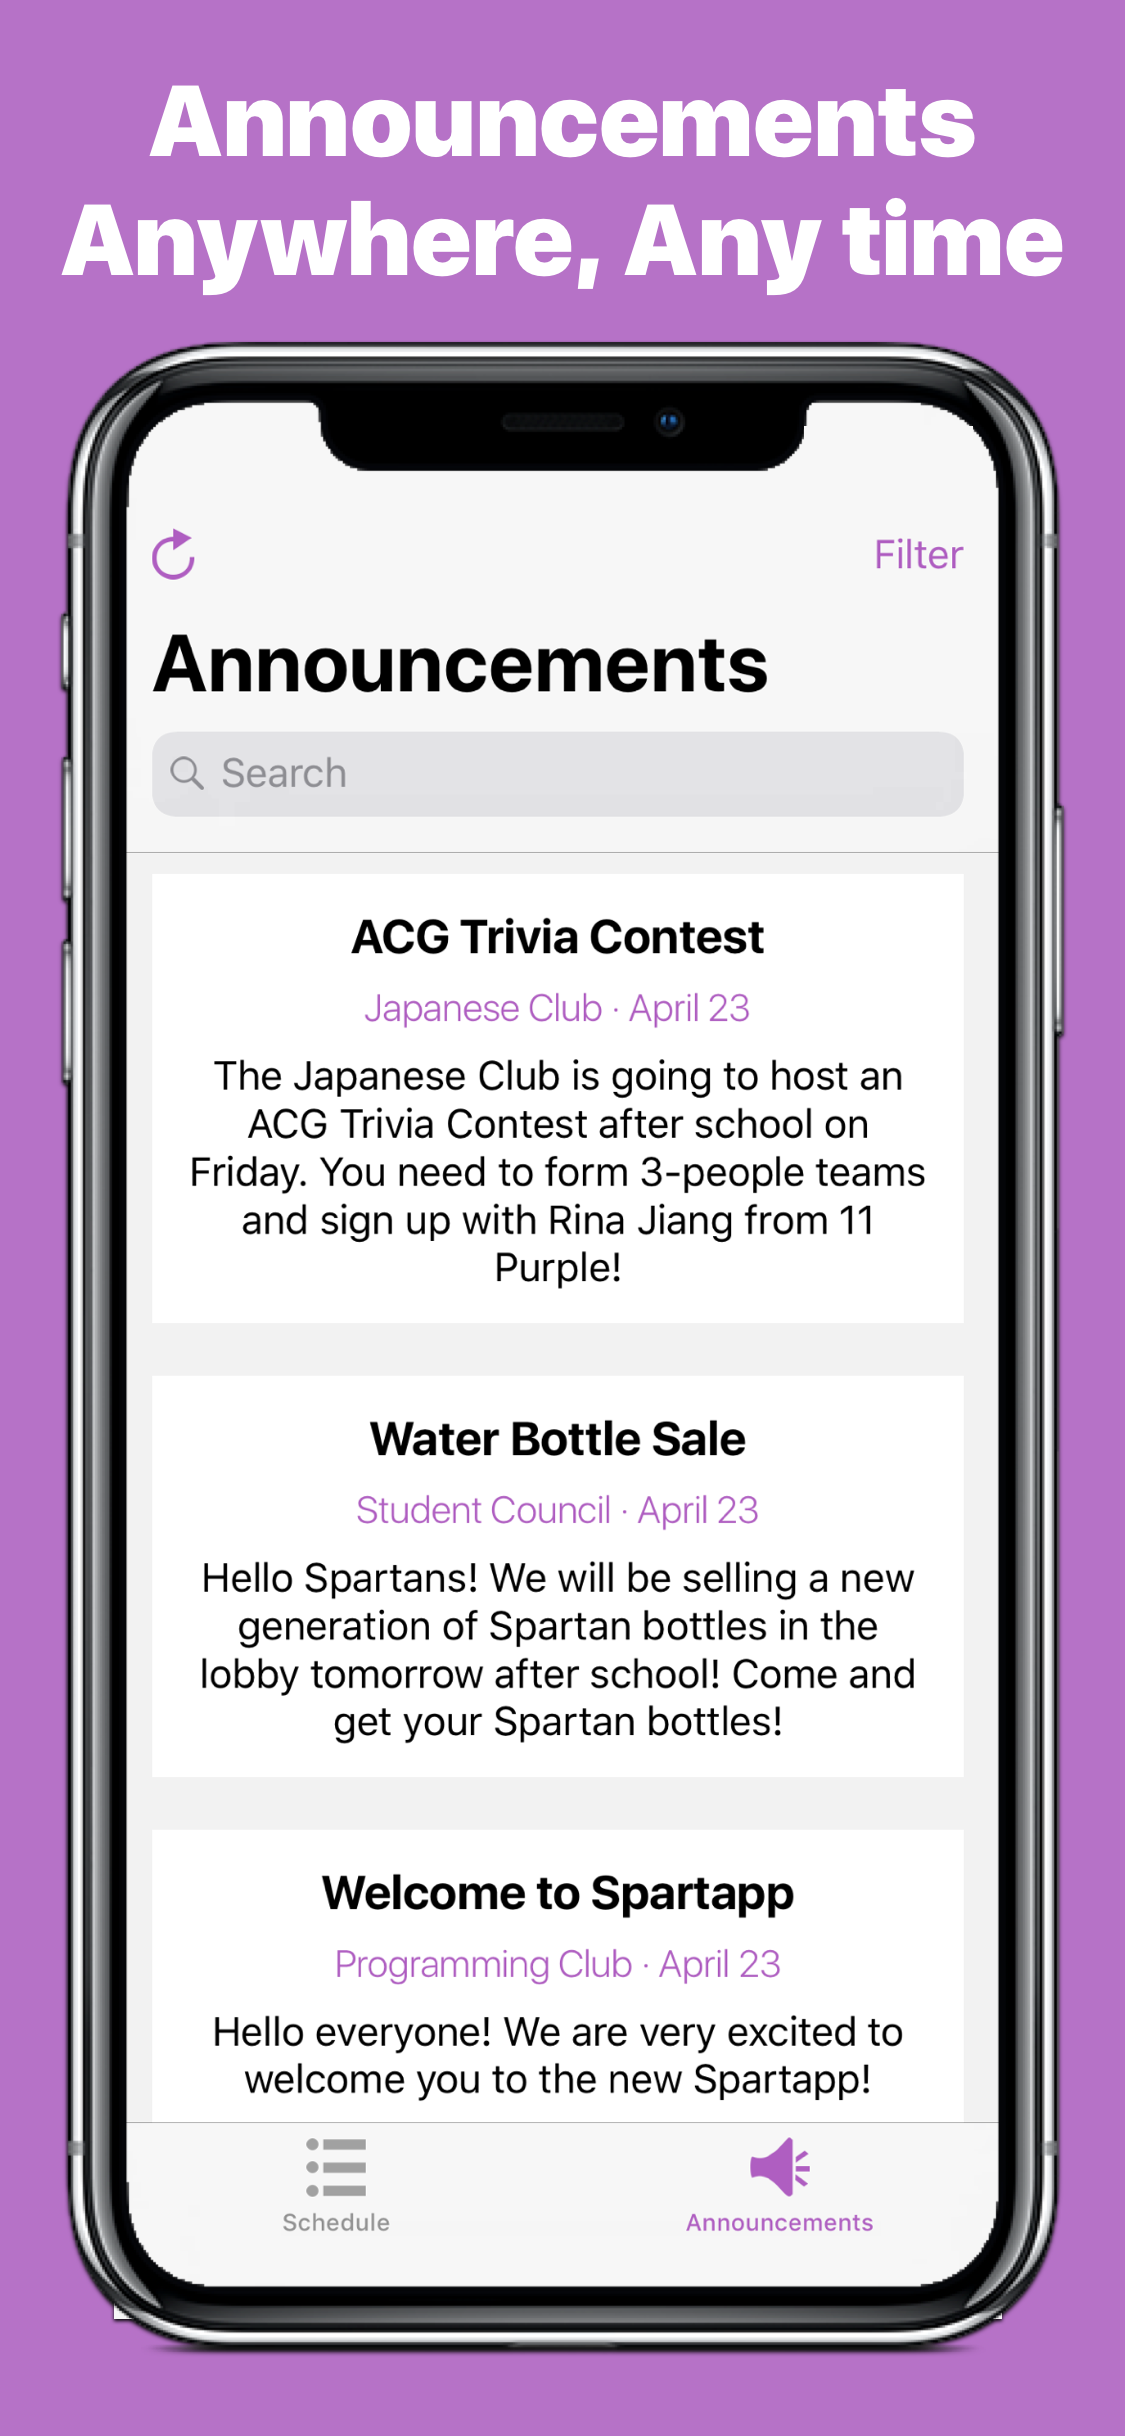 Announcements
Anywhere, Any time
Filter
Announcements
Search
ACG Trivia Contest
Japanese Club · April 23
The Japanese Club is going to host an
ACG Trivia Contest after school on
Friday. You need to form 3-people teams
and sign up with Rina Jiang from 11
Purple!
Water Bottle Sale
Student Council · April 23
Hello Spartans! We will be selling a new
generation of Spartan bottles in the
lobby tomorrow after school! Come and
get your Spartan bottles!
Welcome to Spartapp
Programming Club · April 23
Hello everyone! We are very excited to
welcome you to the new Spartapp!
Schedule
Announcements